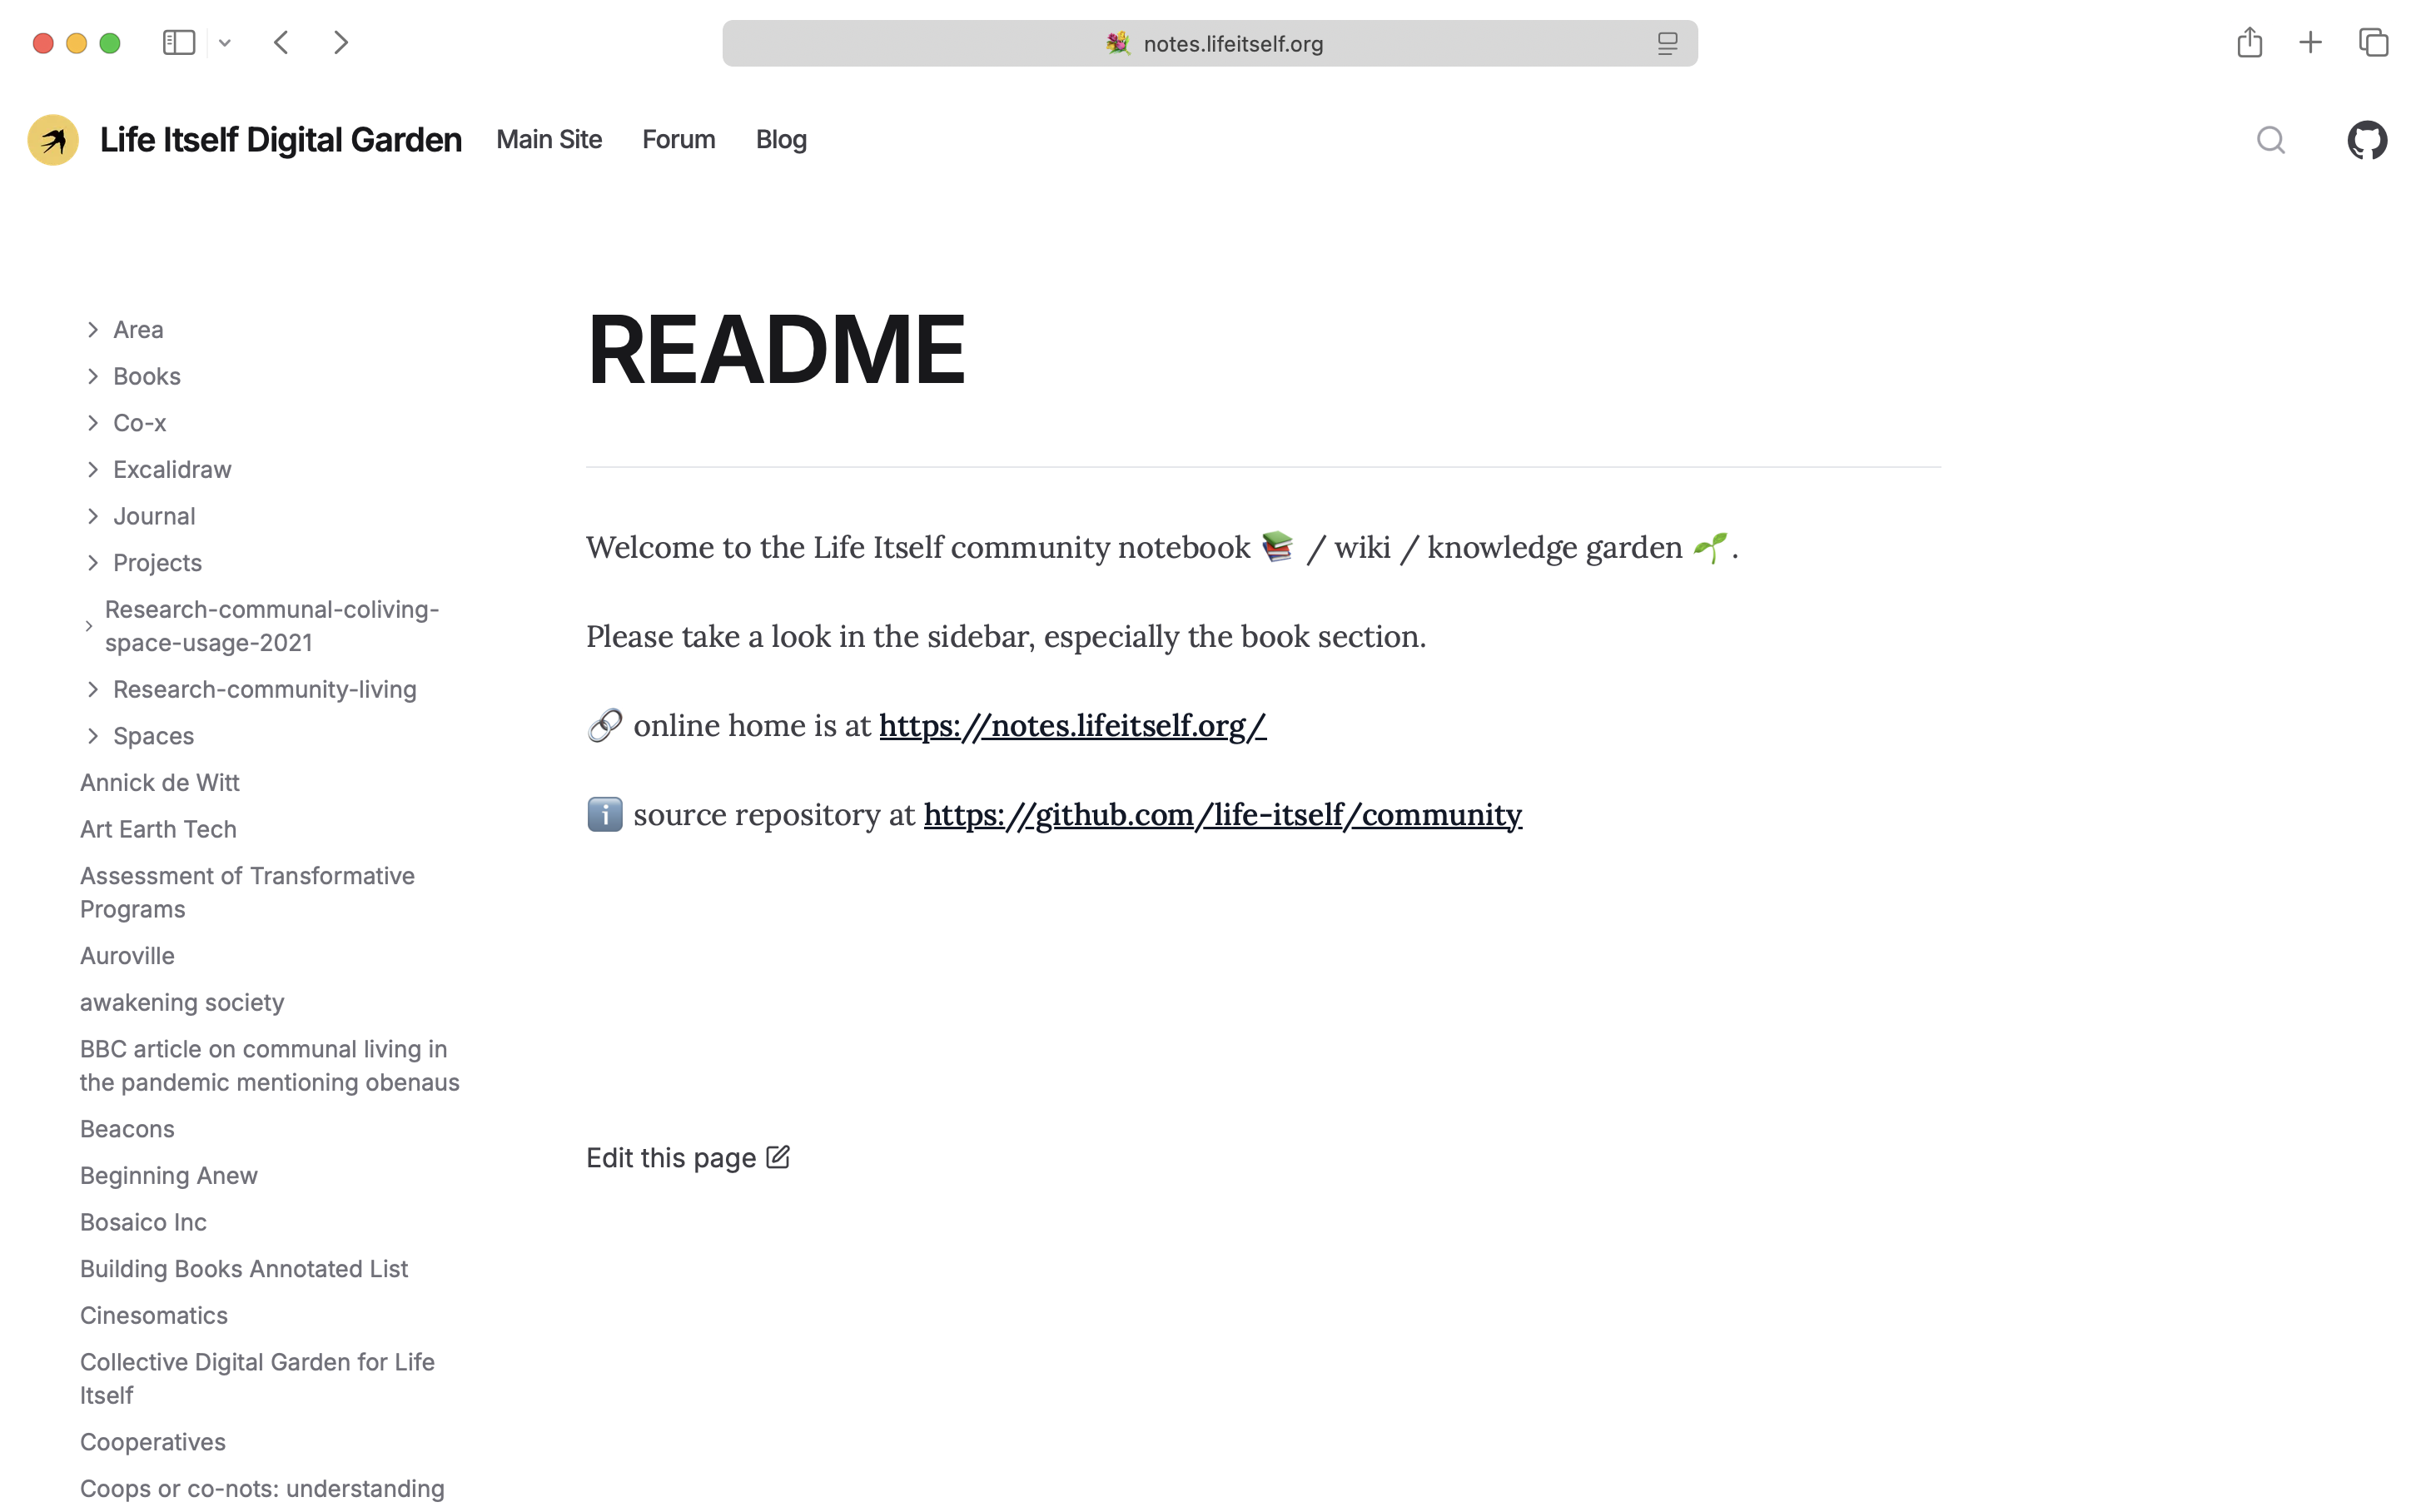 notes.lifeitself.org
Life Itself Digital Garden
Main Site
Forum
Blog
Area
Books
Co-x
Excalidraw
Journal
Projects
Research-communal-coliving-
space-usage-2021
Research-community-living
Spaces
Annick de Witt
Art Earth Tech
Assessment of Transformative
Programs
Auroville
awakening society
BBC article on communal living in
the pandemic mentioning obenaus
Beacons
Beginning Anew
Bosaico Inc
Building Books Annotated List
Cinesomatics
Collective Digital Garden for Life
Itself
Cooperatives
Coops or co-nots: understanding
README
Welcome to the Life Itself community notebook 📚 / wiki / knowledge garden 🌱.
Please take a look in the sidebar, especially the book section.
🔗 online home is at https://notes.lifeitself.org/
ℹ️ source repository at https://github.com/life-itself/community
Edit this page